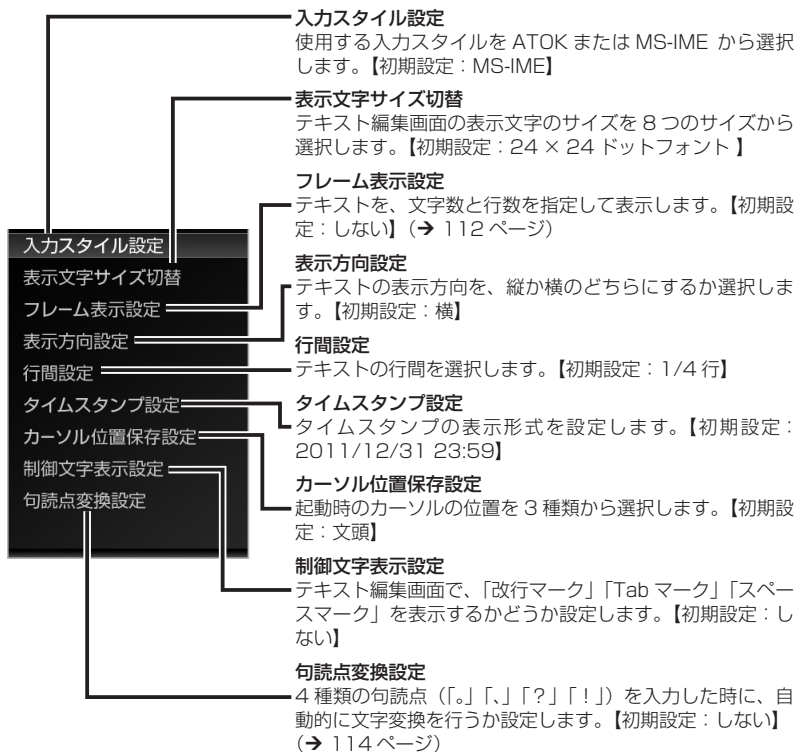 入力スタイル設定
表示文字サイズ切替
フレーム表示設定
表示方向設定
行間設定
タイムスタンプ設定
カーソル位置保存設定
制御文字表示設定
句読点変換設定
入力スタイル設定
使用する入力スタイルを ATOK または MS-IME から選択
します。【初期設定：MS-IME】
表示文字サイズ切替
テキスト編集画面の表示文字のサイズを 8 つのサイズから
選択します。【初期設定：24 × 24 ドットフォント 】
フレーム表示設定
テキストを、文字数と行数を指定して表示します。【初期設
定：しない】（➔ 112 ページ）
表示方向設定
テキストの表示方向を、縦か横のどちらにするか選択しま
す。【初期設定：横】
行間設定
テキストの行間を選択します。【初期設定：1/4 行】
タイムスタンプ設定
タイムスタンプの表示形式を設定します。【初期設定：
2011/12/31 23:59】
カーソル位置保存設定
起動時のカーソルの位置を 3 種類から選択します。【初期設
定：文頭】
制御文字表示設定
テキスト編集画面で、「改行マーク」「Tab マーク」「スペー
スマーク」を表示するかどうか設定します。【初期設定：し
ない】
句読点変換設定
4 種類の句読点（「。」「、」「？」「！」）を入力した時に、自
動的に文字変換を行うか設定します。【初期設定：しない】
（➔ 114 ページ）